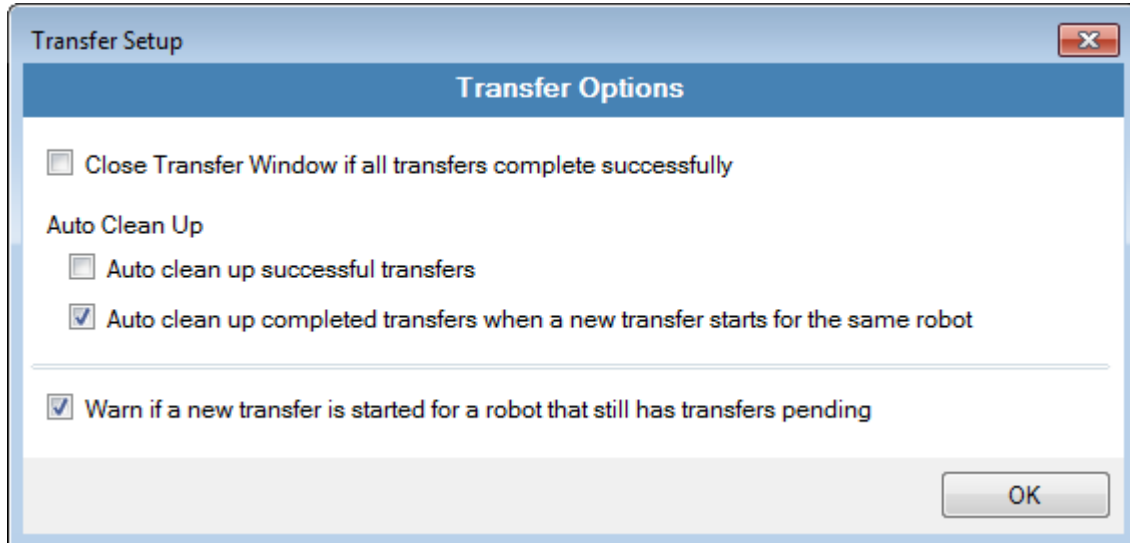 Transfer Setup
Transfer Options
Close Transfer Window if all transfers complete successfully
Auto Clean Up
Auto clean up successful transfers
Auto clean up completed transfers when a new transfer starts for the same robot
Warn if a new transfer is started for a robot that still has transfers pending
OK